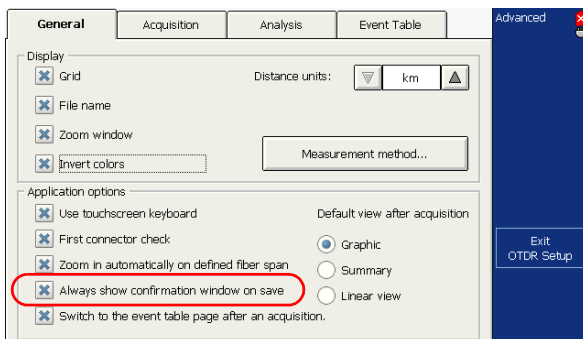 General
Acquisition
Analysis
Event Table
Advanced
Display
Grid
Distance units:
km
File name
Zoom window
Invert colors
Measurement method...
Application options
Use touchscreen keyboard
Default view after acquisition
First connector check
Graphic
Zoom in automatically on defined fiber span
Summary
Always show confirmation window on save
Linear view
Switch to the event table page after an acquisition.
Exit
OTDR Setup